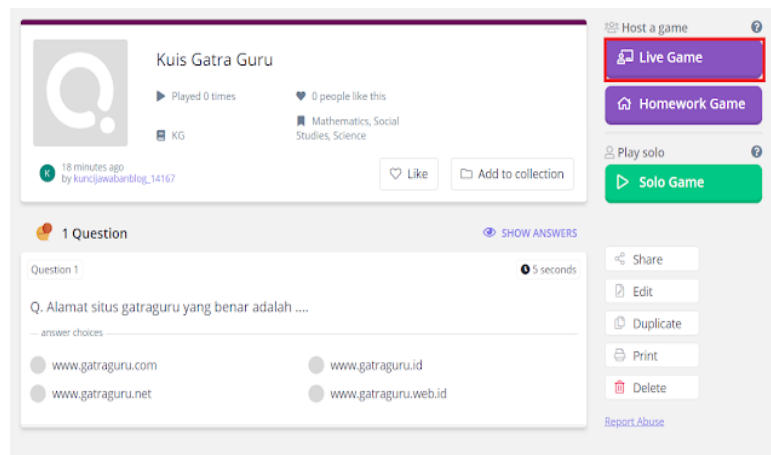 Kuis Gatra Guru
Played 0 times
0 people like this
KG
Mathematics, Social
Studies, Science
K
18 minutes ago
by kuncijawabanblog_14167
Like
Add to collection
1 Question
SHOW ANSWERS
Question 1
5 seconds
Q. Alamat situs gatraguru yang benar adalah ....
answer choices
www.gatraguru.com
www.gatraguru.id
www.gatraguru.net
www.gatraguru.web.id
Host a game
?
Live Game
Homework Game
Play solo
?
Solo Game
Share
Edit
Duplicate
Print
Delete
Report Abuse